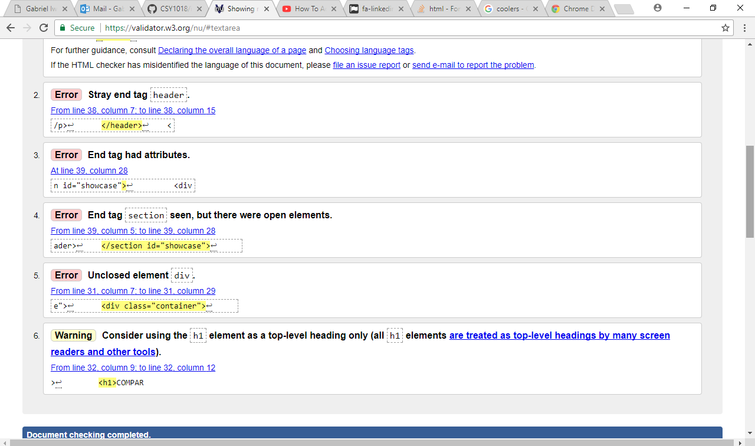 Gabriel N
Mail - Ga
CSY1018
Showing
How To A
fa-linked
html - Fo
coolers -
Chrome D
Secure
https://validator.w3.org/nu/#textarea
For further guidance, consult Declaring the overall language of a page and Choosing language tags.
If the HTML checker has misidentified the language of this document, please file an issue report or send e-mail to report the problem.
2. Error Stray end tag header.
From line 38, column 7; to line 38, column 15
/p>↩ </header>↩ <
3. Error End tag had attributes.
At line 39, column 28
n id="showcase">↩ <div
4. Error End tag section seen, but there were open elements.
From line 39, column 5; to line 39, column 28
ader>↩ </section id="showcase">↩
5. Error Unclosed element div.
From line 31, column 7; to line 31, column 29
e">↩ <div class="container">↩
6. Warning Consider using the h1 element as a top-level heading only (all h1 elements are treated as top-level headings by many screen
readers and other tools).
From line 32, column 9; to line 32, column 12
>↩ <h1>COMPAR
Document checking completed.